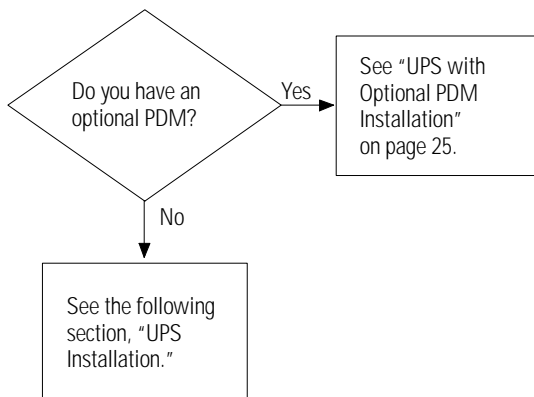 Do you have an
optional PDM?
Yes
See “UPS with
Optional PDM
Installation”
on page 25.
No
See the following
section, “UPS
Installation.”